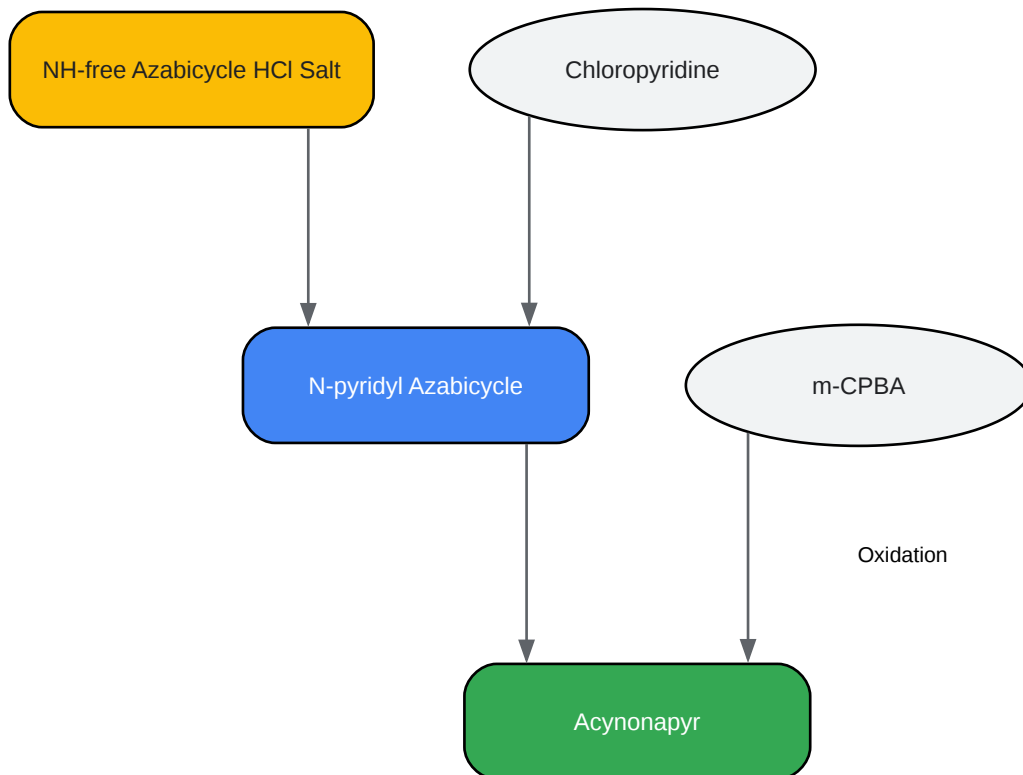 NH-free Azabicycle HCl Salt
Chloropyridine
N-pyridyl Azabicycle
m-CPBA
Oxidation
Acynonapyr